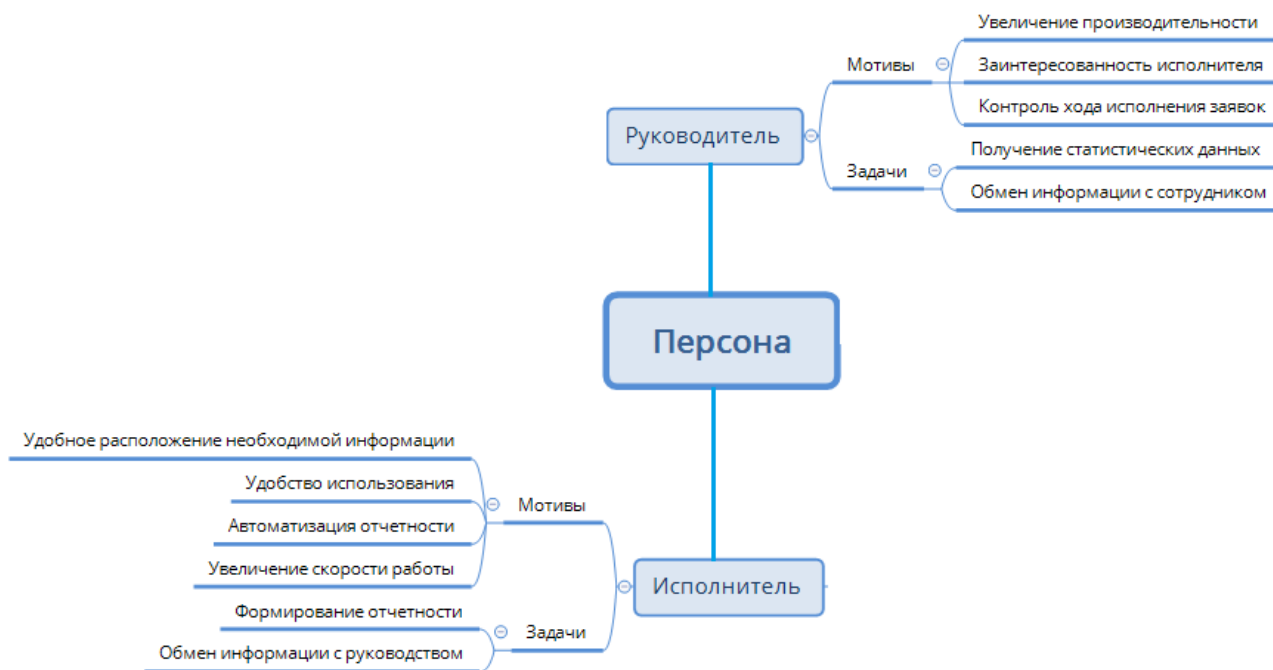 Увеличение производительности
Мотивы
Заинтересованность исполнителя
Контроль хода исполнения заявок
Руководитель
Получение статистических данных
Задачи
Обмен информации с сотрудником
Персона
Удобное расположение необходимой информации
Удобство использования
Мотивы
Автоматизация отчетности
Увеличение скорости работы
Исполнитель
Формирование отчетности
Задачи
Обмен информации с руководством